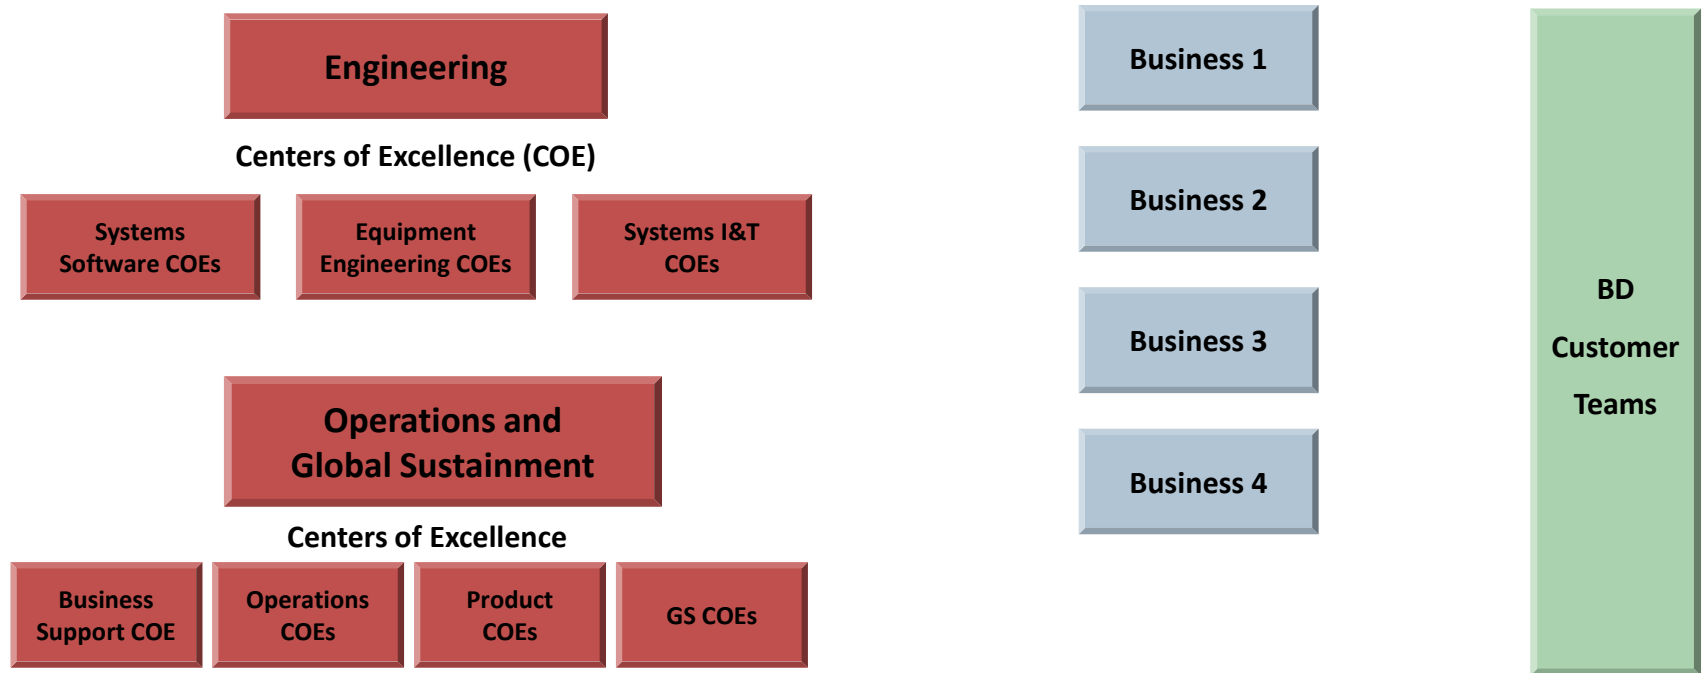 Engineering
Centers of Excellence (COE)
Systems
Software COEs
Equipment
Engineering COEs
Systems I&T
COEs
Operations and
Global Sustainment
Centers of Excellence
Business
Support COE
Operations
COEs
Product
COEs
GS COEs
Business 1
Business 2
Business 3
Business 4
BD
Customer
Teams